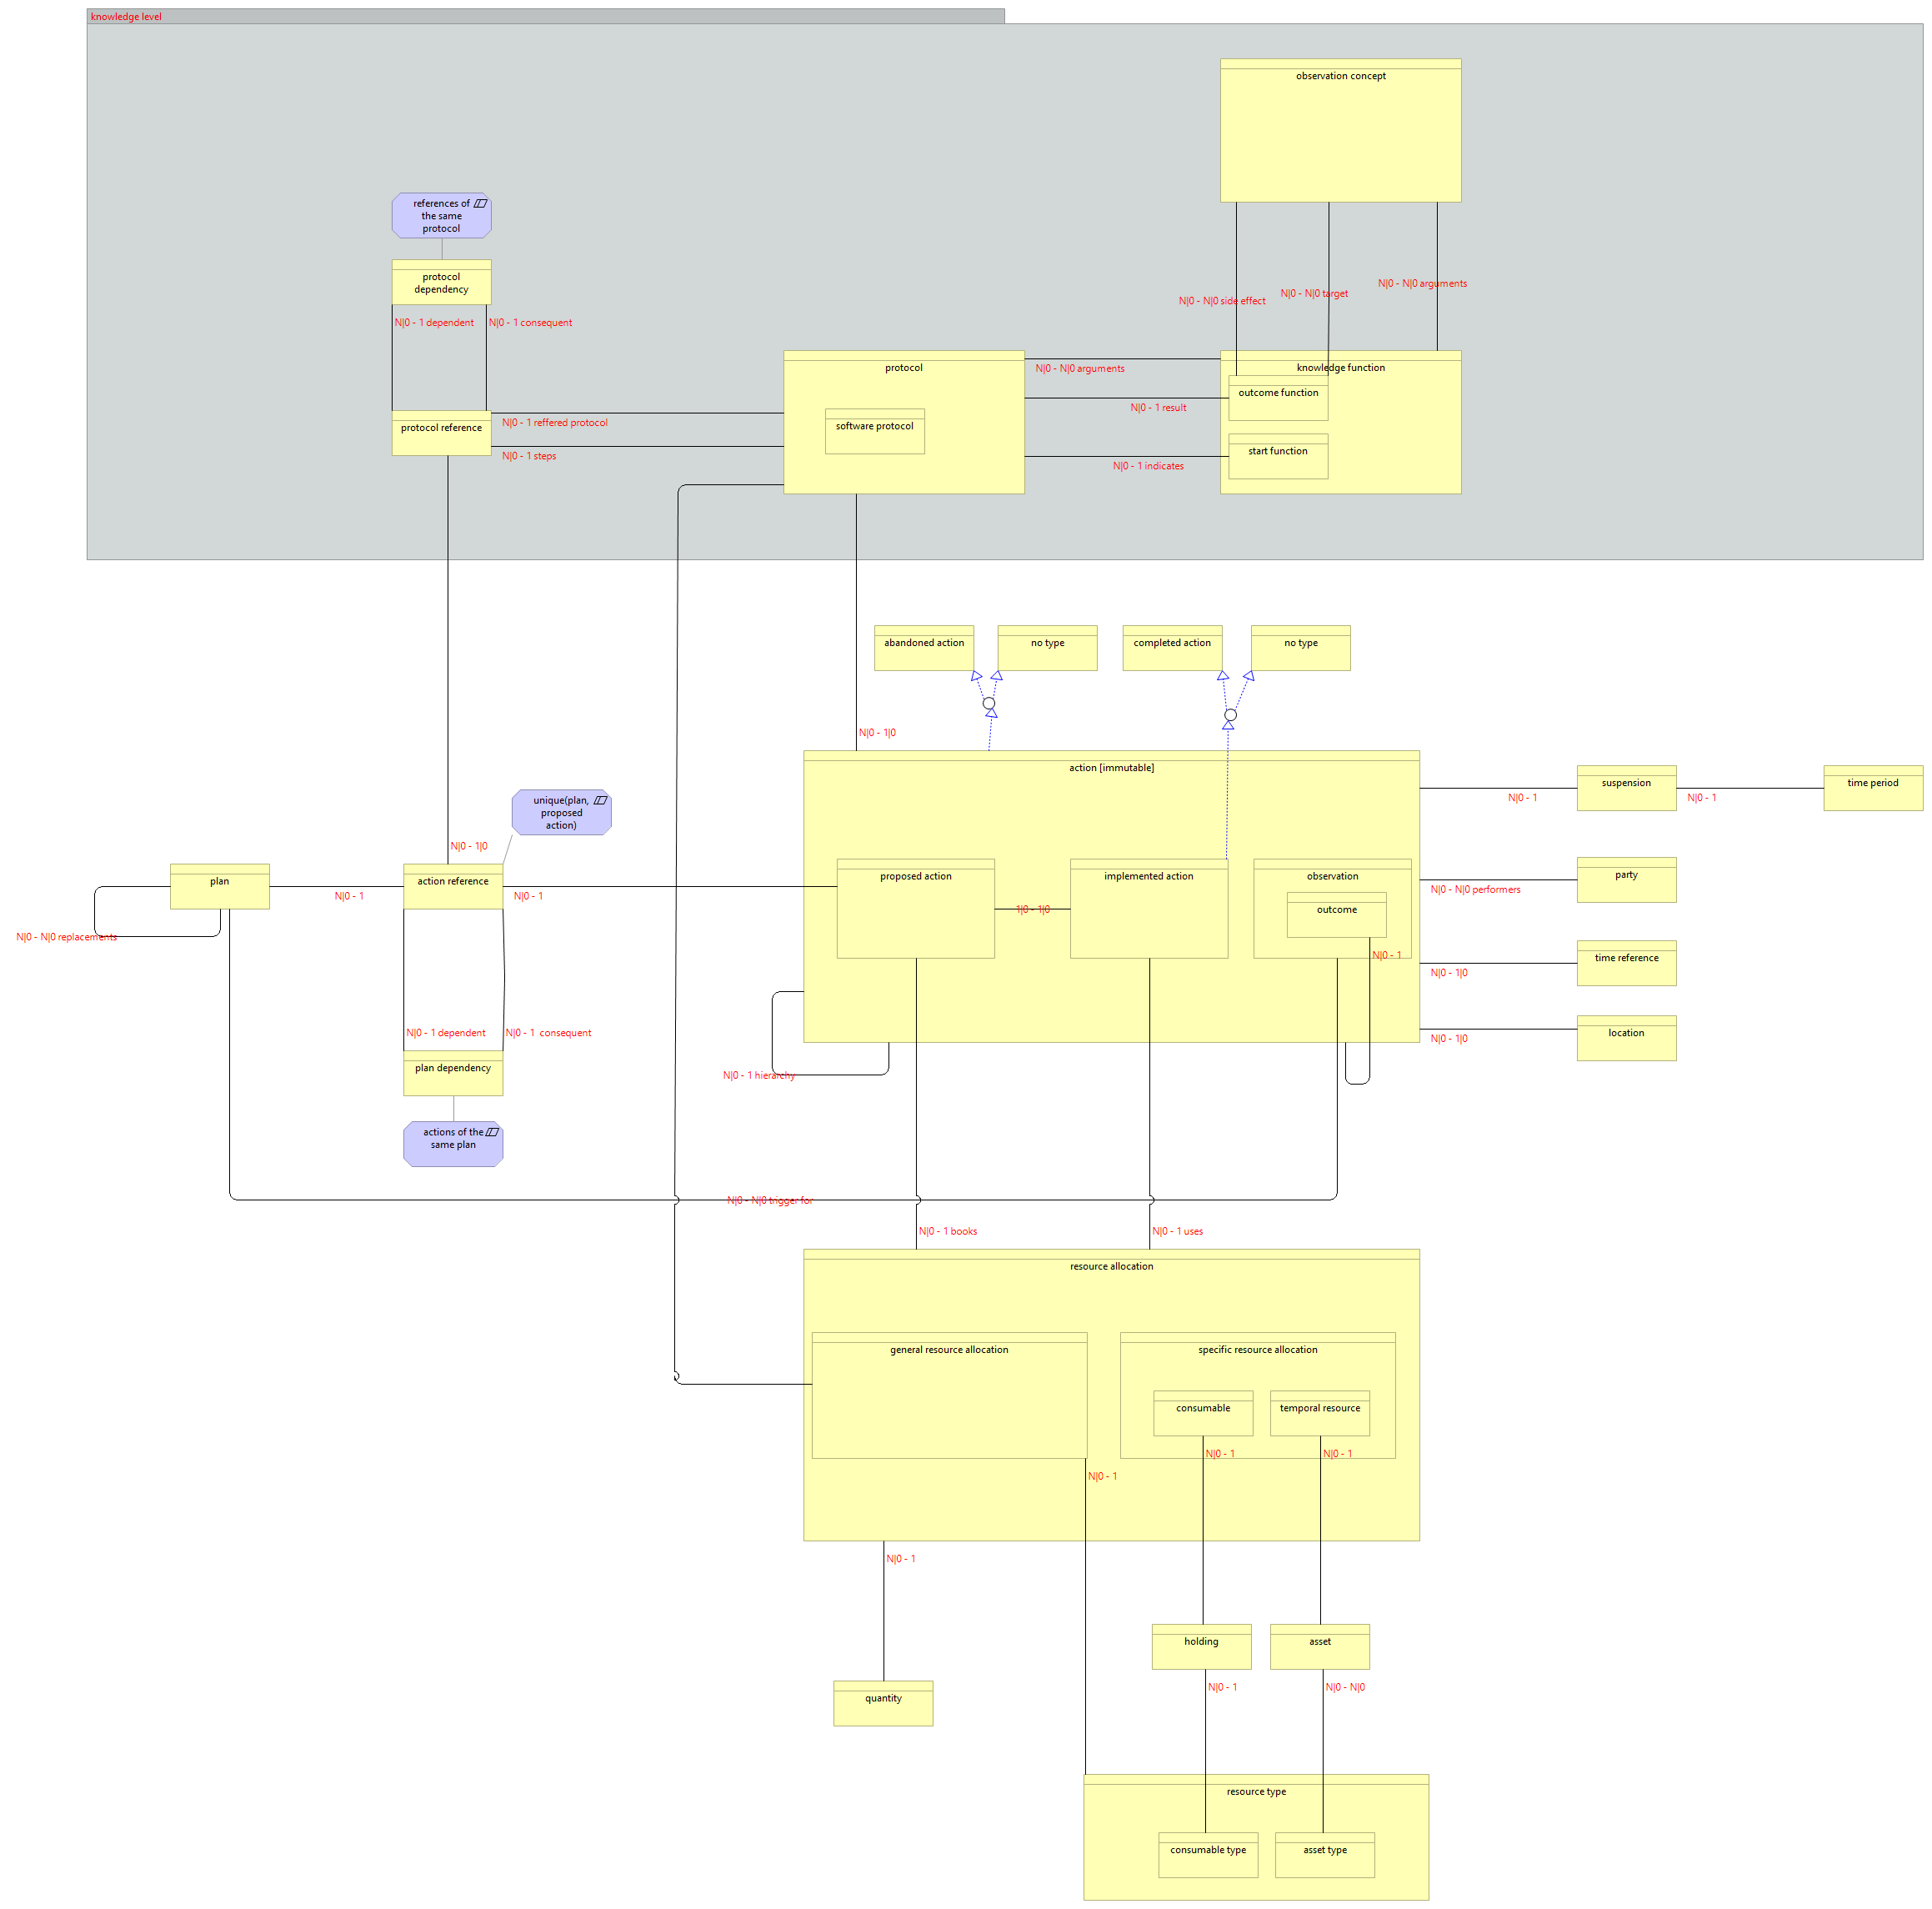 knowledge level
observation concept
references of
the same
protocol
protocol
dependency
N|0 - N|0 side effect
N|0 - N|0 target
N|0 - N|0 arguments
N|0 - 1 dependent
N|0 - 1 consequent
protocol
N|0 - N|0 arguments
knowledge function
outcome function
N|0 - 1 result
protocol reference
N|0 - 1 reffered protocol
software protocol
N|0 - 1 steps
N|0 - 1 indicates
start function
abandoned action
no type
completed action
no type
N|0 - 1|0
action [immutable]
suspension
time period
N|0 - 1
N|0 - 1
unique(plan,
proposed
action)
N|0 - 1|0
plan
action reference
N|0 - 1
N|0 - 1
proposed action
implemented action
observation
outcome
1|0 - 1|0
N|0 - 1
party
N|0 - N|0 performers
N|0 - N|0 replacements
time reference
N|0 - 1|0
location
N|0 - 1|0
N|0 - 1 dependent
N|0 - 1  consequent
plan dependency
N|0 - 1 hierarchy
actions of the
same plan
N|0 - N|0 trigger for
N|0 - 1 books
N|0 - 1 uses
resource allocation
general resource allocation
specific resource allocation
consumable
temporal resource
N|0 - 1
N|0 - 1
N|0 - 1
N|0 - 1
holding
asset
N|0 - 1
N|0 - N|0
quantity
resource type
consumable type
asset type